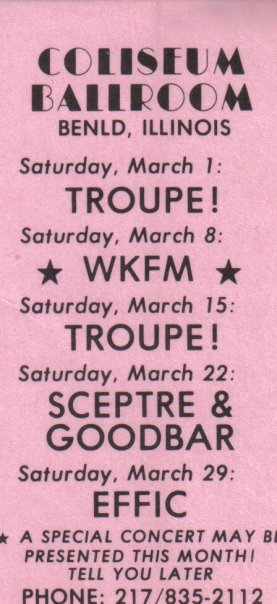 COLISEUM
BALLROOM
BENLD, ILLINOIS
Saturday, March 1:
TROUPE!
Saturday, March 8:
★ WKFM ★
Saturday, March 15:
TROUPE!
Saturday, March 22:
SCEPTRE &
GOODBAR
Saturday, March 29:
EFFIC
★ A SPECIAL CONCERT MAY BE
PRESENTED THIS MONTH!
TELL YOU LATER
PHONE: 217/835-2112